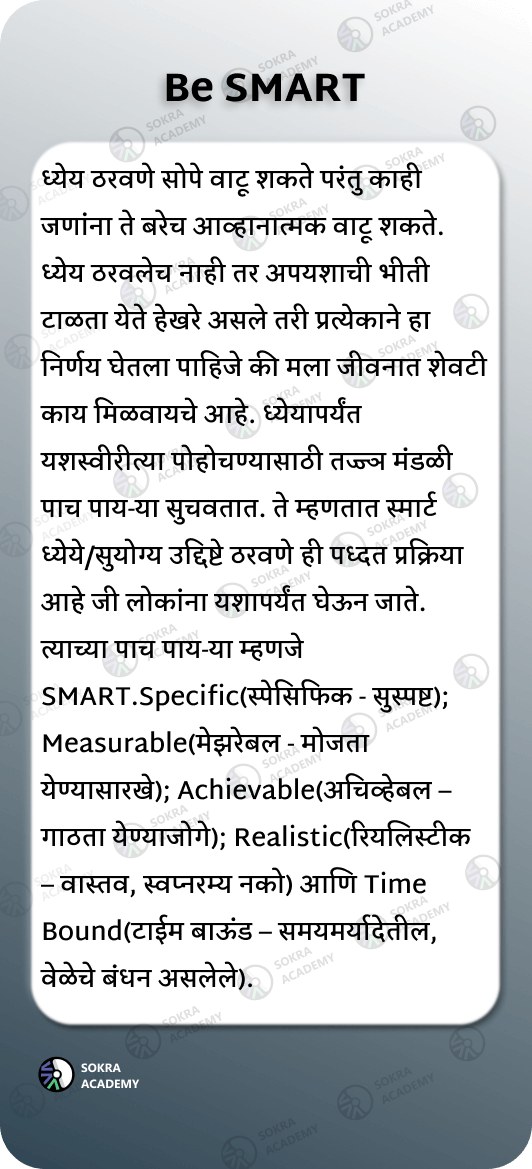 Be SMART
ध्येय ठरवणे सोपे वाटू शकते परंतु काही
जणांना ते बरेच आव्हानात्मक वाटू शकते.
ध्येय ठरवलेच नाही तर अपयशाची भीती
टाळता येते हेखरे असले तरी प्रत्येकाने हा
निर्णय घेतला पाहिजे की मला जीवनात शेवटी
काय मिळवायचे आहे. ध्येयापर्यंत
यशस्वीरीत्या पोहोचण्यासाठी तज्ज्ञ मंडळी
पाच पाय-या सुचवतात. ते म्हणतात स्मार्ट
ध्येये/सुयोग्य उद्दिष्टे ठरवणे ही पध्दत प्रक्रिया
आहे जी लोकांना यशापर्यंत घेऊन जाते.
त्याच्या पाच पाय-या म्हणजे
SMART.Specific(स्पेसिफिक - सुस्पष्ट);
Measurable(मेझरेबल - मोजता
येण्यासारखे); Achievable(अचिव्हेबल –
गाठता येण्याजोगे); Realistic(रियलिस्टीक
– वास्तव, स्वप्नरम्य नको) आणि Time
Bound(टाईम बाऊंड – समयमर्यादेतील,
वेळेचे बंधन असलेले).
SOKRA
ACADEMY